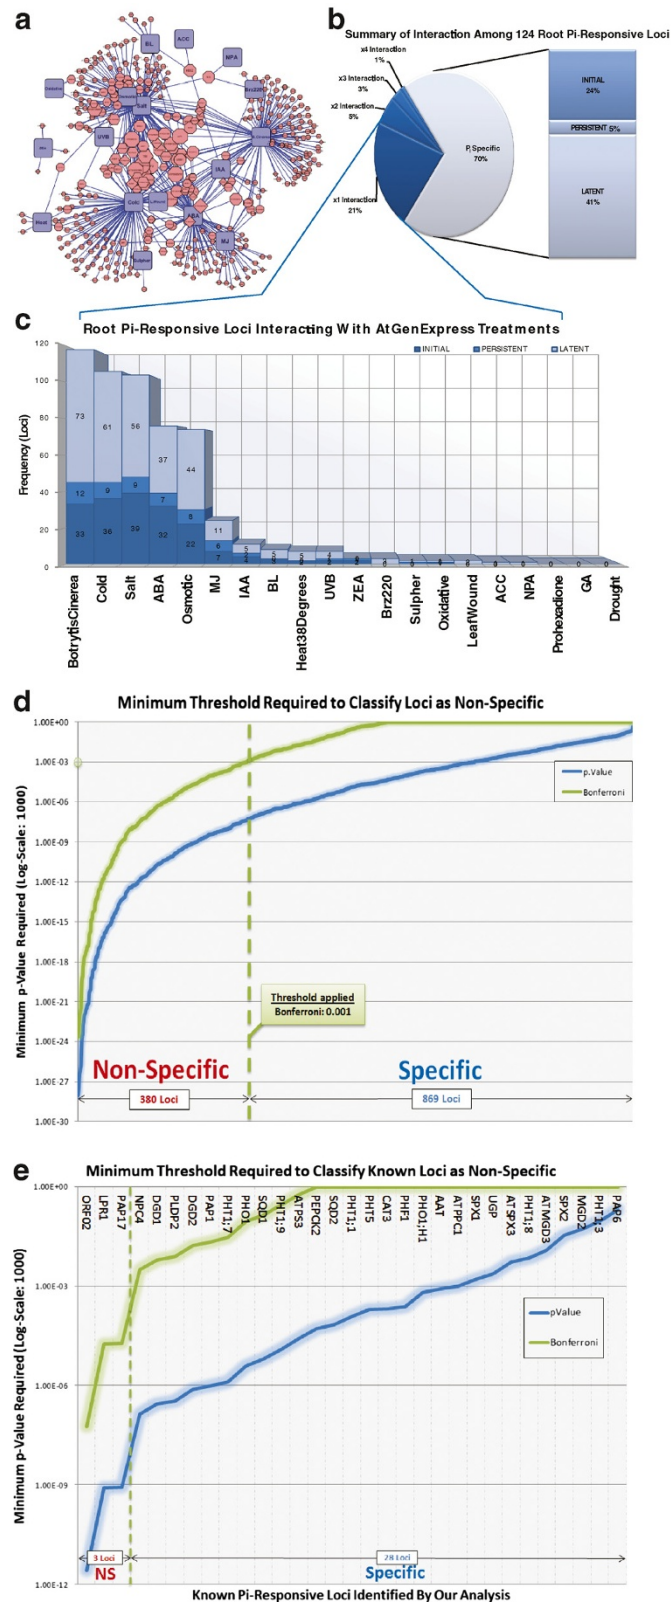 a
BL
ACC
NPA
Salt
Brz220
UVB
IAA
Cold
ABA
Heat
MJ
Sulpher
b
Summary of Interaction Among 124 Root Pi-Responsive Loci
x4 Interaction
1%
x3 Interaction
3%
x2 Interaction
5%
x1 Interaction
21%
Pi Specific
70%
INITIAL
24%
PERSISTENT 5%
LATENT
41%
c
Root Pi-Responsive Loci Interacting With AtGenExpress Treatments
INITIAL PERSISTENT LATENT
Frequency (Loci)
120
100
80
60
40
20
0
73 61 56 37 44 11
12 9 9 7 8 6
33 36 39 32 22 7
BotrytisCinerea
Cold
Salt
ABA
Osmotic
MJ
IAA
BL
Heat38Degrees
UVB
ZEA
Brz220
Sulpher
Oxidative
LeafWound
ACC
NPA
Prohexadione
GA
Drought
d
Minimum Threshold Required to Classify Loci as Non-Specific
Minimum p-Value Required (Log-Scale: 1000)
1.00E+00
1.00E-03
1.00E-06
1.00E-09
1.00E-12
1.00E-15
1.00E-18
1.00E-21
1.00E-24
1.00E-27
1.00E-30
p.Value
Bonferroni
Threshold applied
Bonferroni: 0.001
Non-Specific
Specific
380 Loci
869 Loci
e
Minimum Threshold Required to Classify Known Loci as Non-Specific
Minimum p-Value Required (Log-Scale: 1000)
1.00E+00
1.00E-03
1.00E-06
1.00E-09
1.00E-12
ORF02
LPR1
PAP17
NPC4
DGD1
PLDP2
DGD2
PAP1
PHT1;7
PHO1
SQD1
PHT1;9
ATPS3
PEPCK2
SQD2
PHT1;1
PHT5
CAT3
PHF1
PHO1;H1
AAT
ATPPC1
SPX1
UGP
ATSPX3
PHT1;8
ATMGD3
SPX2
MGD2
PHT1;3
PAP6
pValue
Bonferroni
3 Loci
28 Loci
NS
Specific
Known Pi-Responsive Loci Identified By Our Analysis